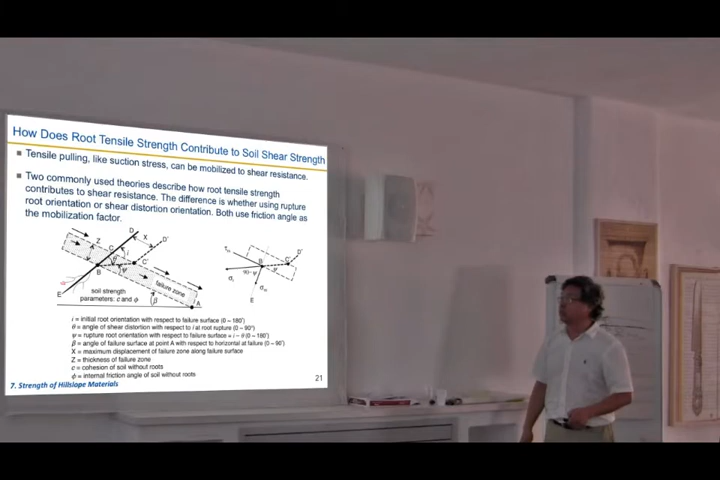 How Does Root Tensile Strength Contribute to Soil Shear Strength
Tensile pulling, like suction stress, can be mobilized to shear resistance.
Two commonly used theories describe how root tensile strength
contributes to shear resistance. The difference is whether using rupture
root orientation or shear distortion orientation. Both use friction angle as
the mobilization factor.
D
X
D'
Z
C
i
θ
C'
ψ
B
E
failure zone
soil strength
parameters: c and ϕ
β
A
B
C'
D'
90-ψ
ψ
E
i = initial root orientation with respect to failure surface (0 ~ 180°)
θ = angle of shear distortion with respect to i at root rupture (0 ~ 90°)
ψ = rupture root orientation with respect to failure surface = i − θ (0 ~ 180°)
β = angle of failure surface at point A with respect to horizontal at failure (0 ~ 90°)
X = maximum displacement of failure zone along failure surface
Z = thickness of failure zone
c = cohesion of soil without roots
ϕ = internal friction angle of soil without roots
7. Strength of Hillslope Materials
21